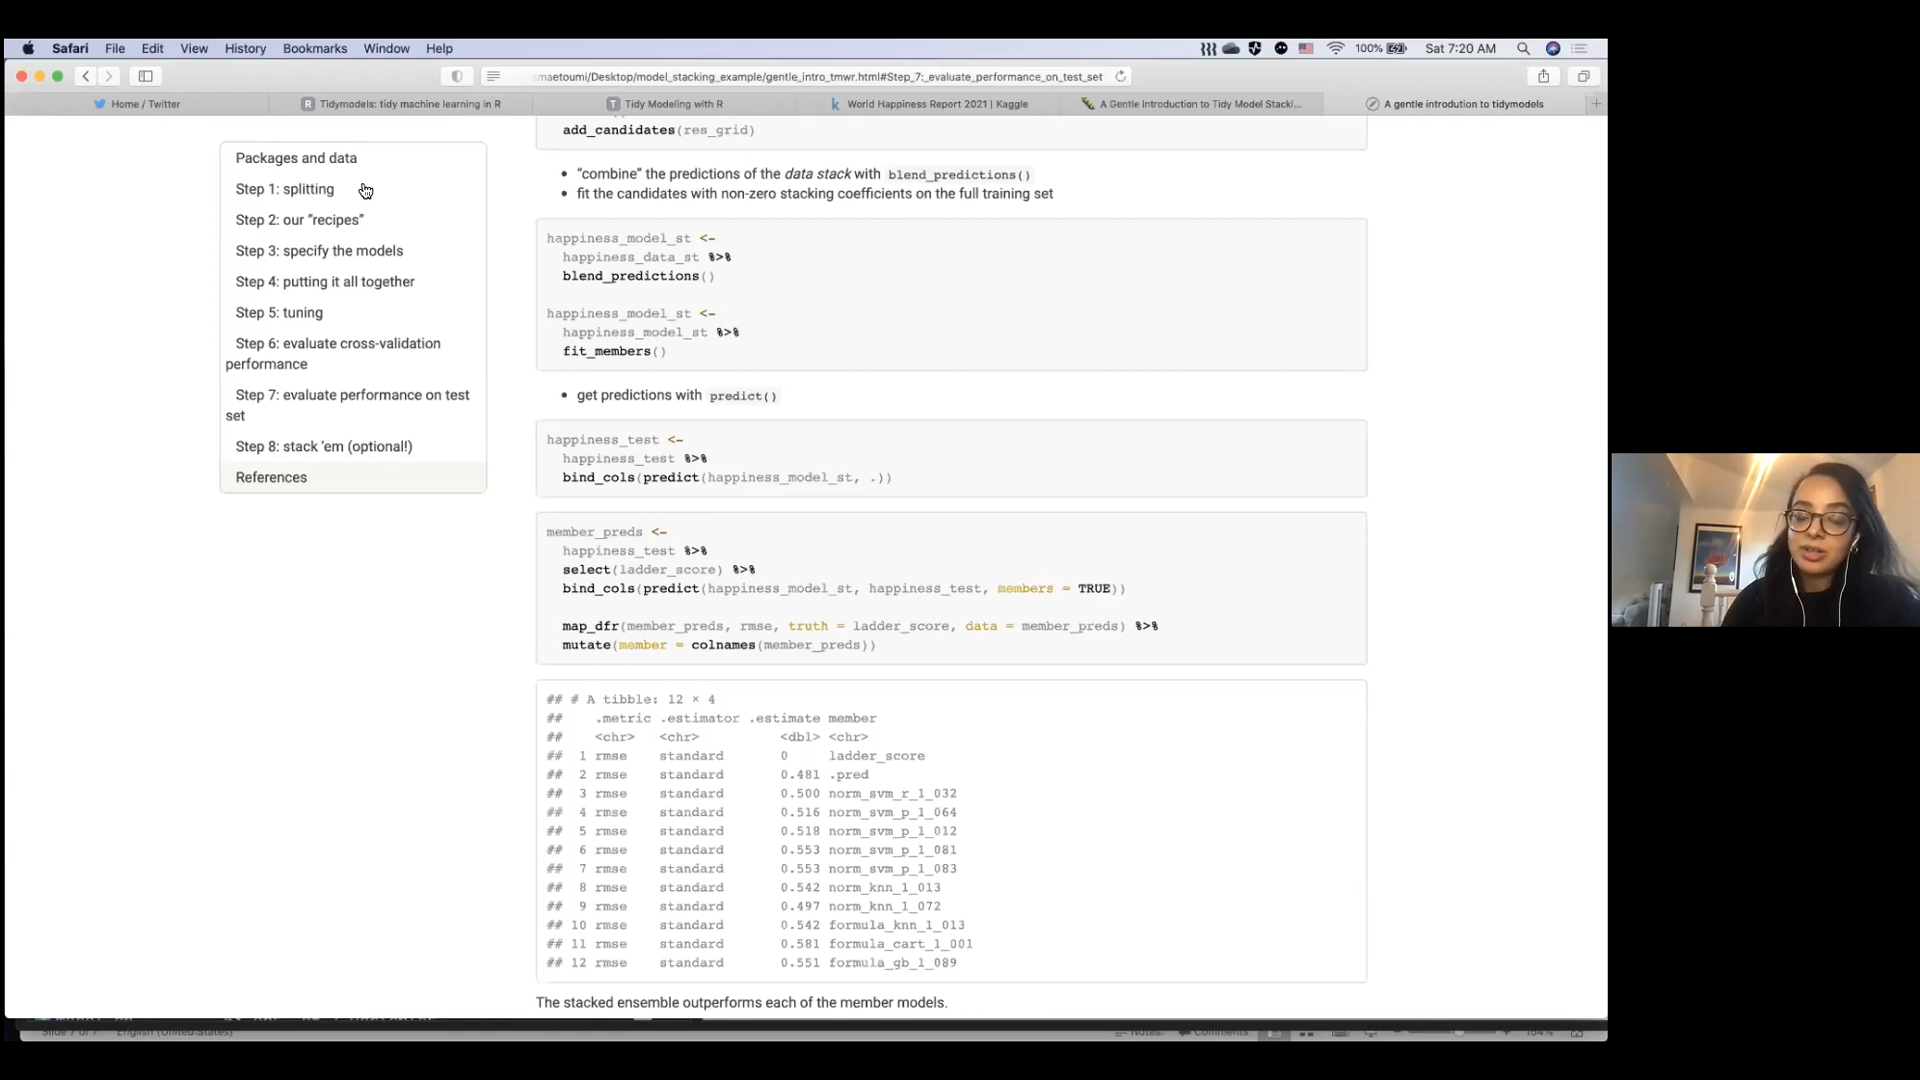 Safari File Edit View History Bookmarks Window Help
100% Sat 7:20 AM
smaetoumi/Desktop/model_stacking_example/gentle_intro_tmwr.html#Step_7:_evaluate_performance_on_test_set
Home / Twitter
Tidymodels: tidy machine learning in R
Tidy Modeling with R
World Happiness Report 2021 | Kaggle
A Gentle Introduction to Tidy Model Stacki...
A gentle introdution to tidymodels
Packages and data
Step 1: splitting
Step 2: our “recipes”
Step 3: specify the models
Step 4: putting it all together
Step 5: tuning
Step 6: evaluate cross-validation
performance
Step 7: evaluate performance on test
set
Step 8: stack ’em (optional!)
References
add_candidates(res_grid)
• “combine” the predictions of the data stack with blend_predictions()
• fit the candidates with non-zero stacking coefficients on the full training set
happiness_model_st <-
happiness_data_st %>%
blend_predictions()
happiness_model_st <-
happiness_model_st %>%
fit_members()
• get predictions with predict()
happiness_test <-
happiness_test %>%
bind_cols(predict(happiness_model_st, .))
member_preds <-
happiness_test %>%
select(ladder_score) %>%
bind_cols(predict(happiness_model_st, happiness_test, members = TRUE))
map_dfr(member_preds, rmse, truth = ladder_score, data = member_preds) %>%
mutate(member = colnames(member_preds))
## # A tibble: 12 × 4
## .metric .estimator .estimate member
## <chr> <chr> <dbl> <chr>
## 1 rmse standard 0 ladder_score
## 2 rmse standard 0.481 .pred
## 3 rmse standard 0.500 norm_svm_r_1_032
## 4 rmse standard 0.516 norm_svm_p_1_064
## 5 rmse standard 0.518 norm_svm_p_1_012
## 6 rmse standard 0.553 norm_svm_p_1_081
## 7 rmse standard 0.553 norm_svm_p_1_083
## 8 rmse standard 0.542 norm_knn_1_013
## 9 rmse standard 0.497 norm_knn_1_072
## 10 rmse standard 0.542 formula_knn_1_013
## 11 rmse standard 0.581 formula_cart_1_001
## 12 rmse standard 0.551 formula_gb_1_089
The stacked ensemble outperforms each of the member models.
Slide 7 of 7 English (United States) Notes Comments 154%